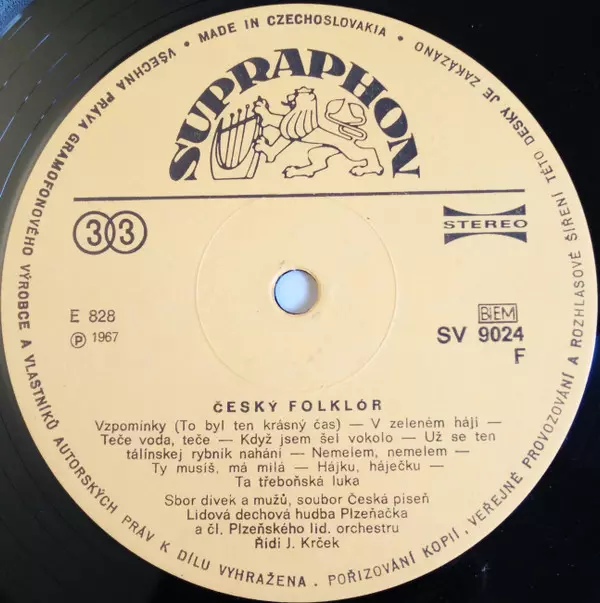 VŠECHNA PRÁVA GRAMOFONOVÉHO VÝROBCE A VLASTNÍKŮ AUTORSKÝCH PRÁV K DÍLU VYHRAŽENA . POŘIZOVÁNÍ KOPIÍ, VEŘEJNÉ PROVOZOVÁNÍ A ROZHLASOVÉ ŠÍŘENÍ TÉTO DESKY JE ZAKÁZÁNO • MADE IN CZECHOSLOVAKIA •
SUPRAPHON
33
STEREO
E 828
BIEM
Ⓟ 1967
SV 9024
F
ČESKÝ FOLKLÓR
Vzpomínky (To byl ten krásný čas) — V zeleném háji —
Teče voda, teče — Když jsem šel vokolo — Už se ten
tálínskej rybník nahání — Nemelem, nemelem —
Ty musíš, má milá — Hájku, háječku —
Ta třeboňská luka
Sbor dívek a mužů, soubor Česká píseň
Lidová dechová hudba Plzeňačka
a čl. Plzeňského lid. orchestru
Řídí J. Krček